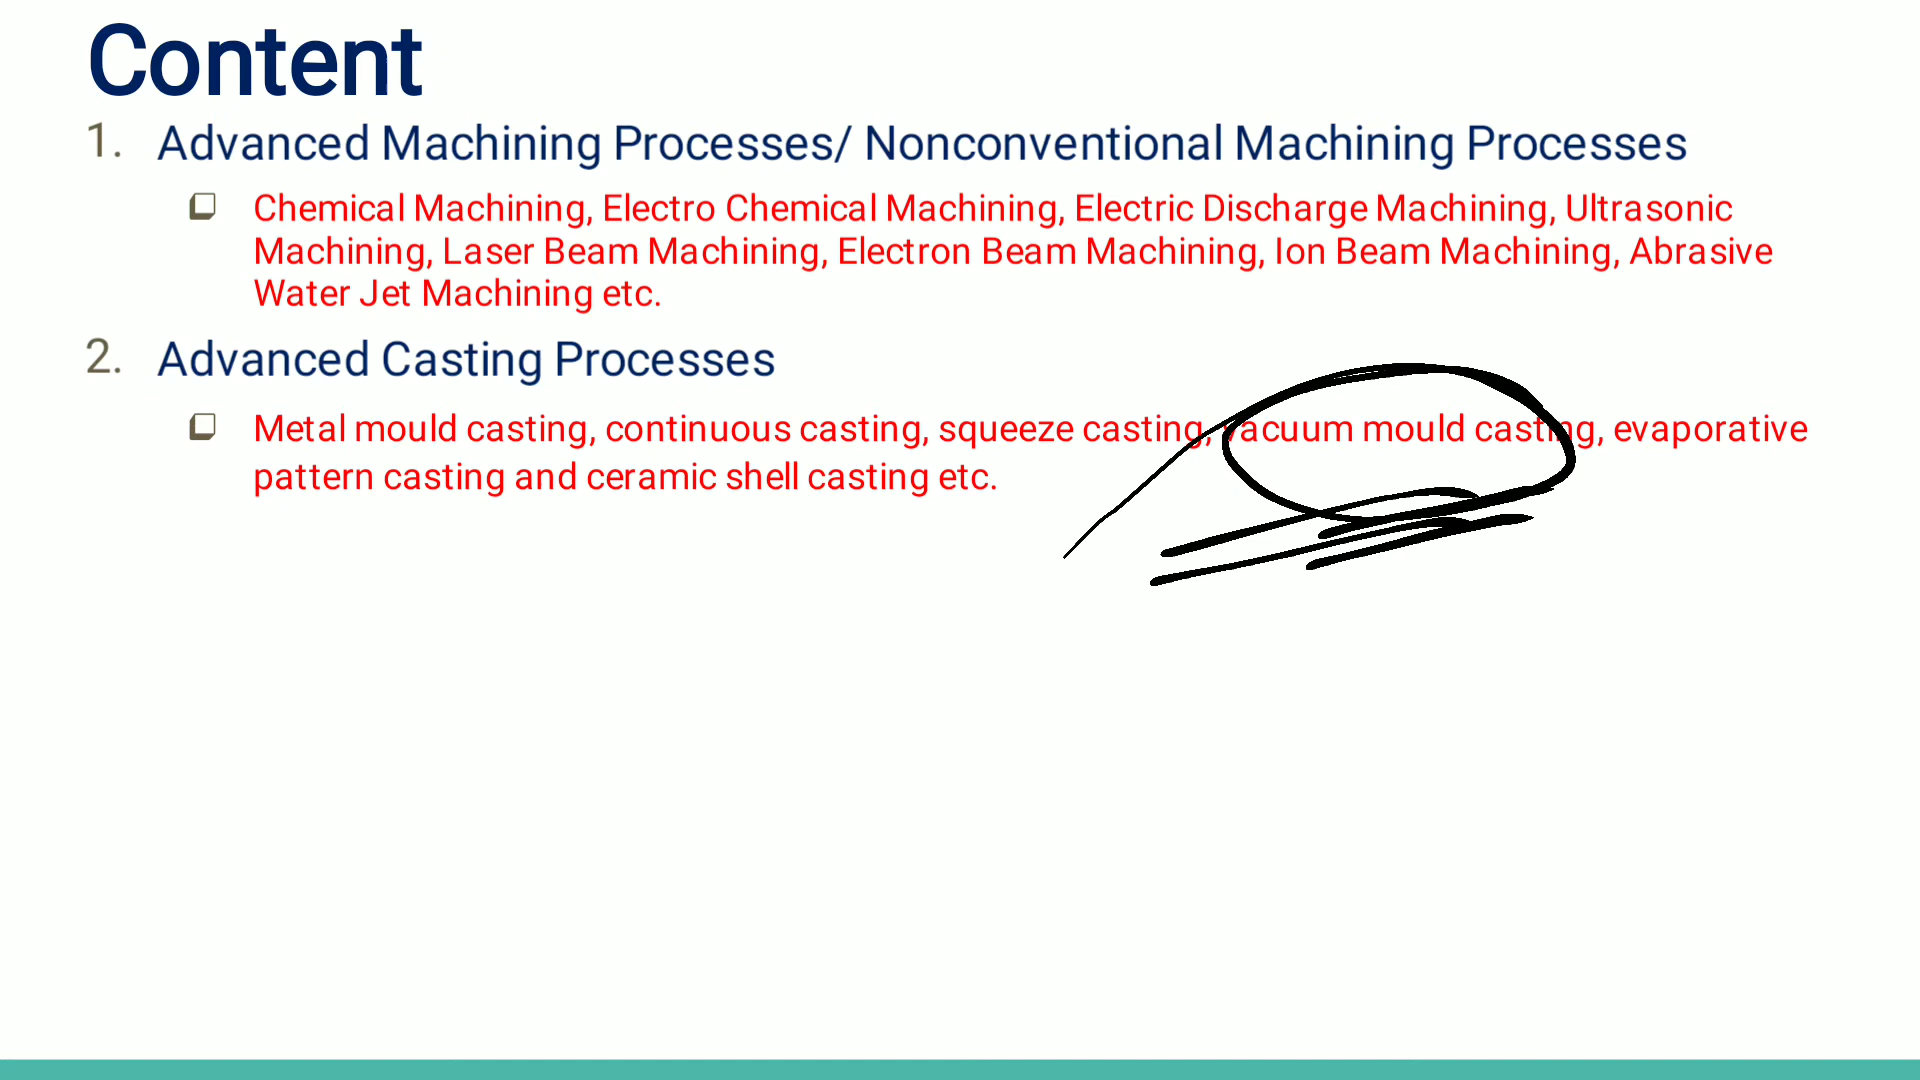 Content
1. Advanced Machining Processes/ Nonconventional Machining Processes
Chemical Machining, Electro Chemical Machining, Electric Discharge Machining, Ultrasonic
Machining, Laser Beam Machining, Electron Beam Machining, Ion Beam Machining, Abrasive
Water Jet Machining etc.
2. Advanced Casting Processes
Metal mould casting, continuous casting, squeeze casting, vacuum mould casting, evaporative
pattern casting and ceramic shell casting etc.